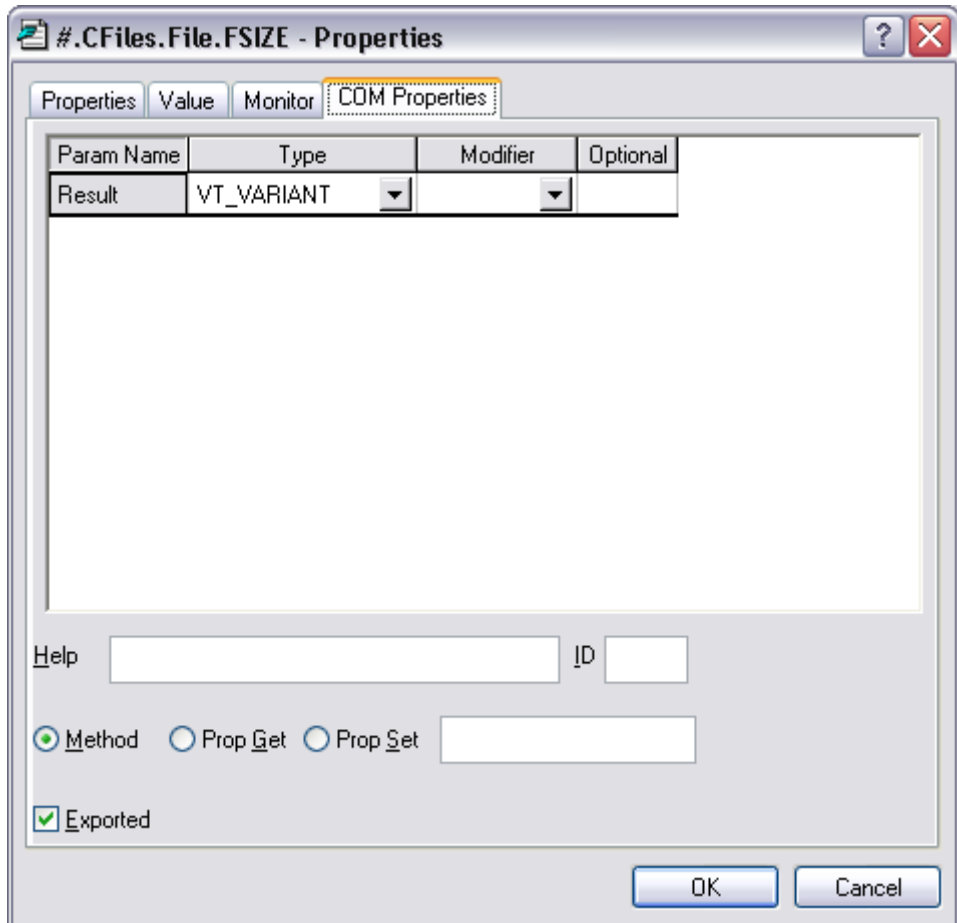 #.CFiles.File.FSIZE - Properties ?
Properties Value Monitor COM Properties
Param Name Type Modifier Optional
Result VT_VARIANT
Help ID
Method Prop Get Prop Set
Exported
OK Cancel